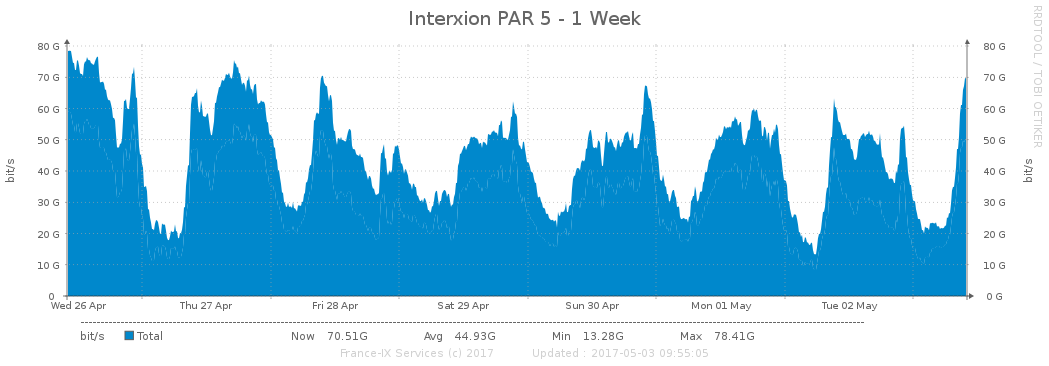 Interxion PAR 5 - 1 Week
RRDTOOL / TOBI OETIKER
bit/s
bit/s
80 G 80 G
70 G 70 G
60 G 60 G
50 G 50 G
40 G 40 G
30 G 30 G
20 G 20 G
10 G 10 G
0 0 G
Wed 26 Apr Thu 27 Apr Fri 28 Apr Sat 29 Apr Sun 30 Apr Mon 01 May Tue 02 May
bit/s Total Now 70.51G Avg 44.93G Min 13.28G Max 78.41G
France-IX Services (c) 2017 Updated : 2017-05-03 09:55:05